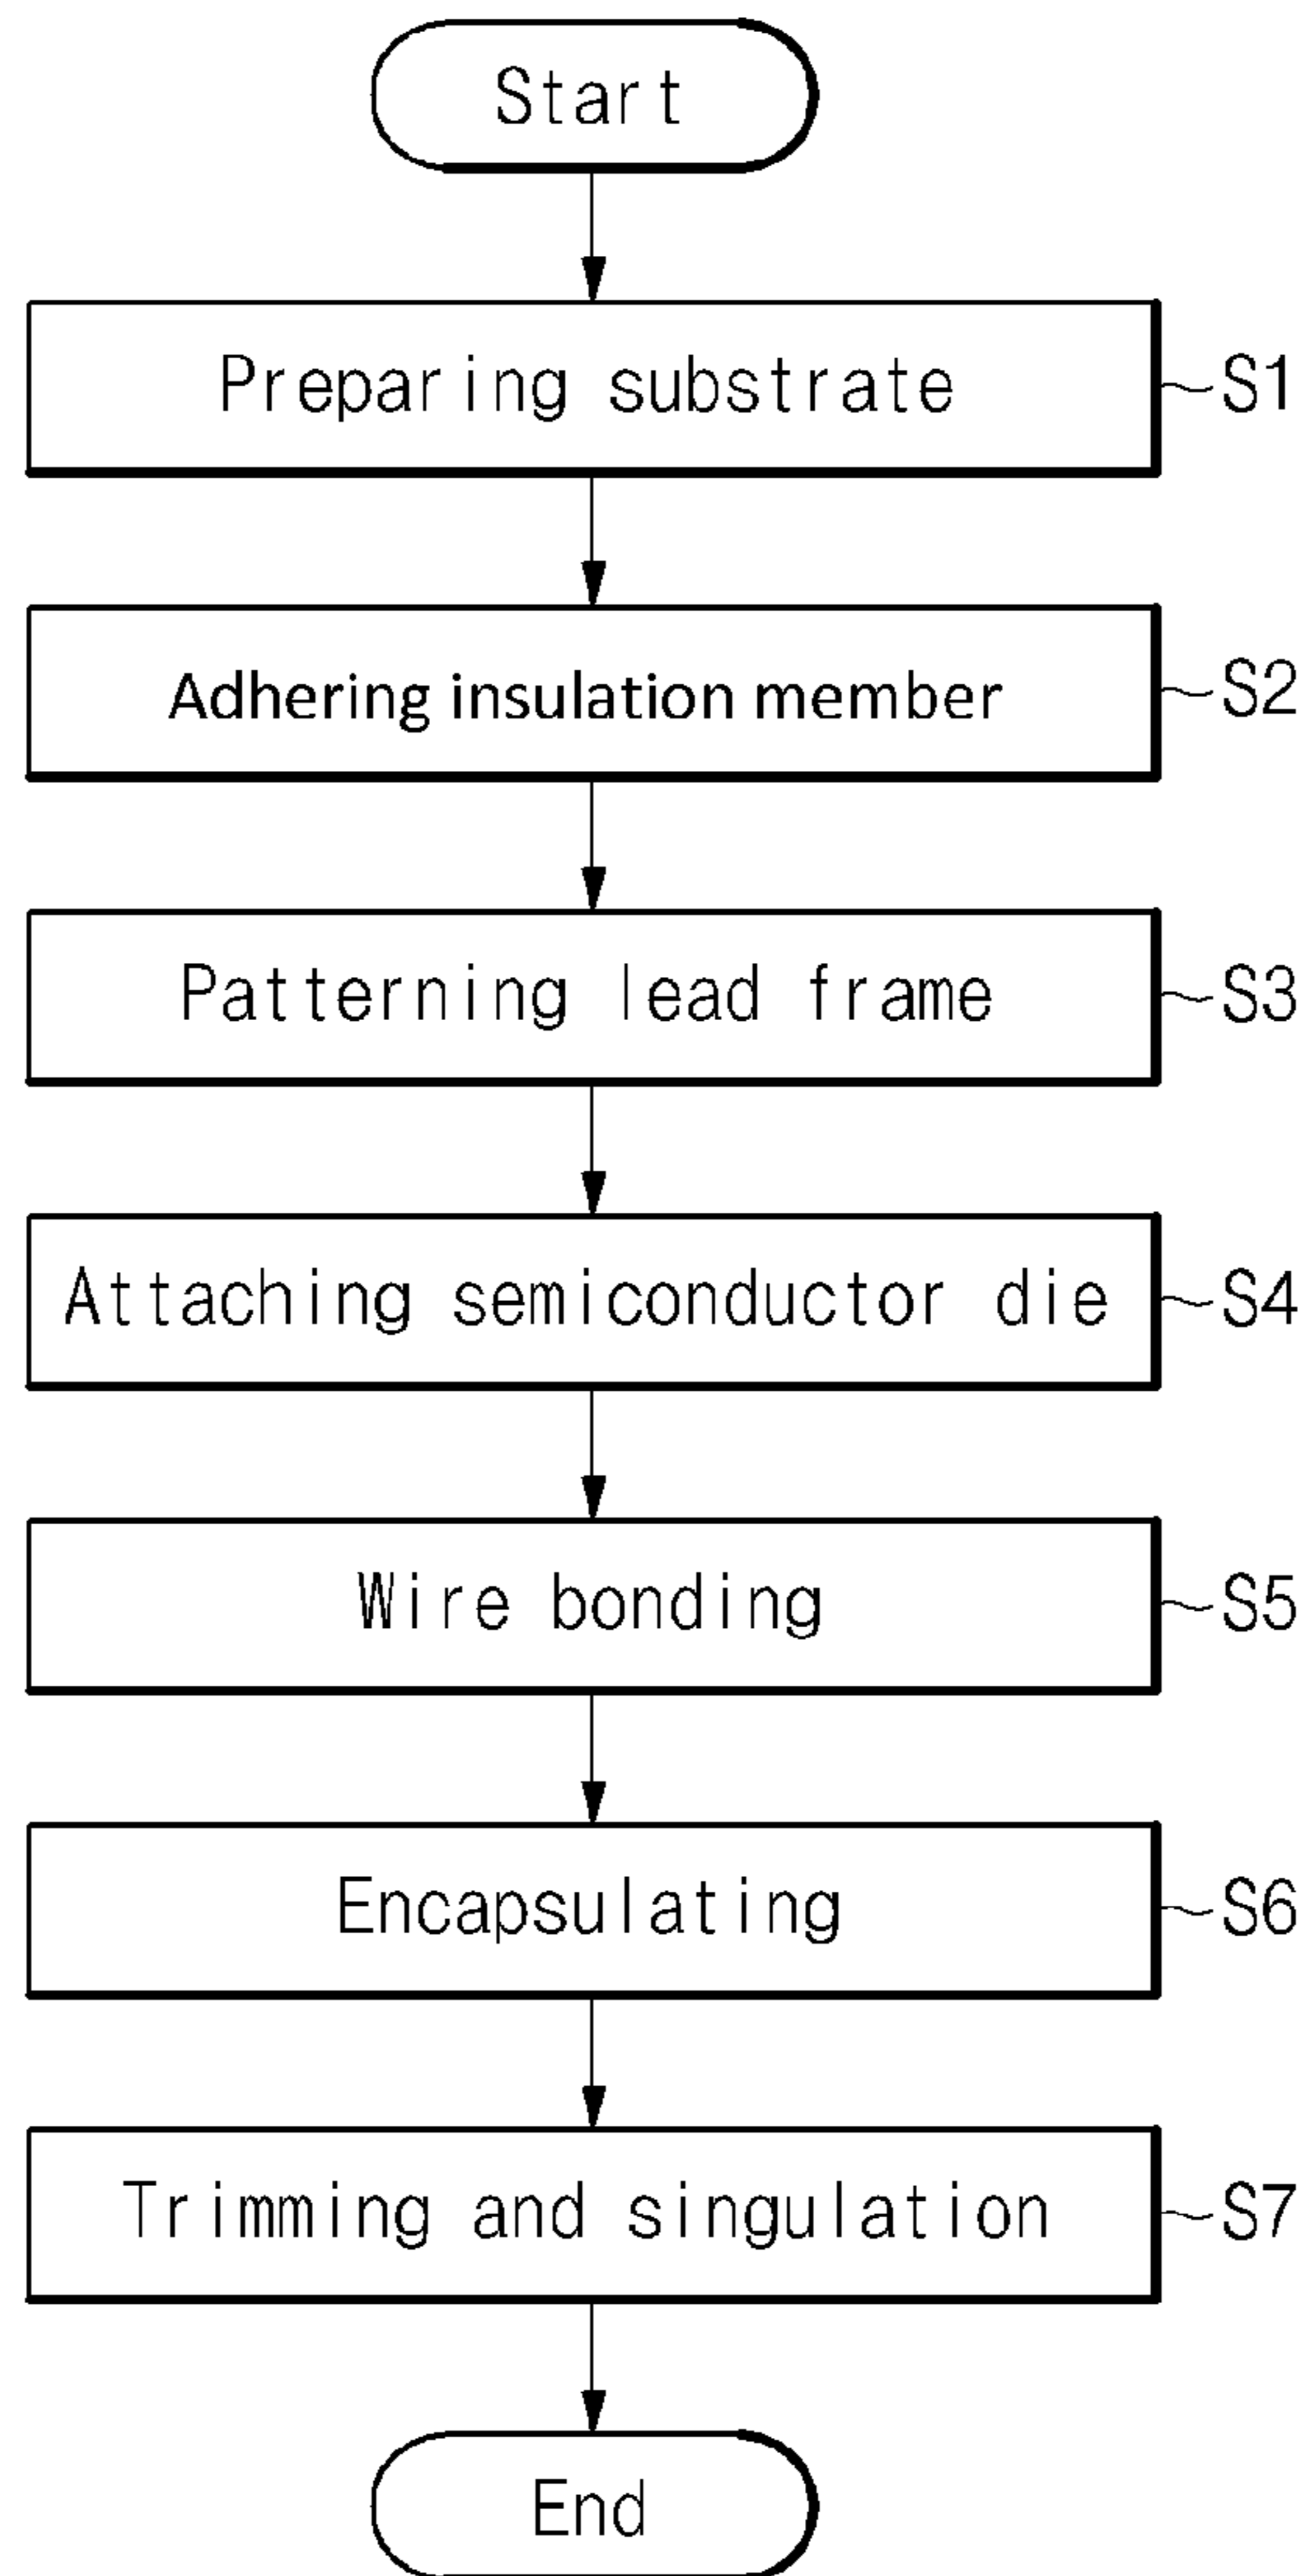 Start
Preparing substrate
S1
Adhering insulation member
S2
Patterning lead frame
S3
Attaching semiconductor die
S4
Wire bonding
S5
Encapsulating
S6
Trimming and singulation
S7
End